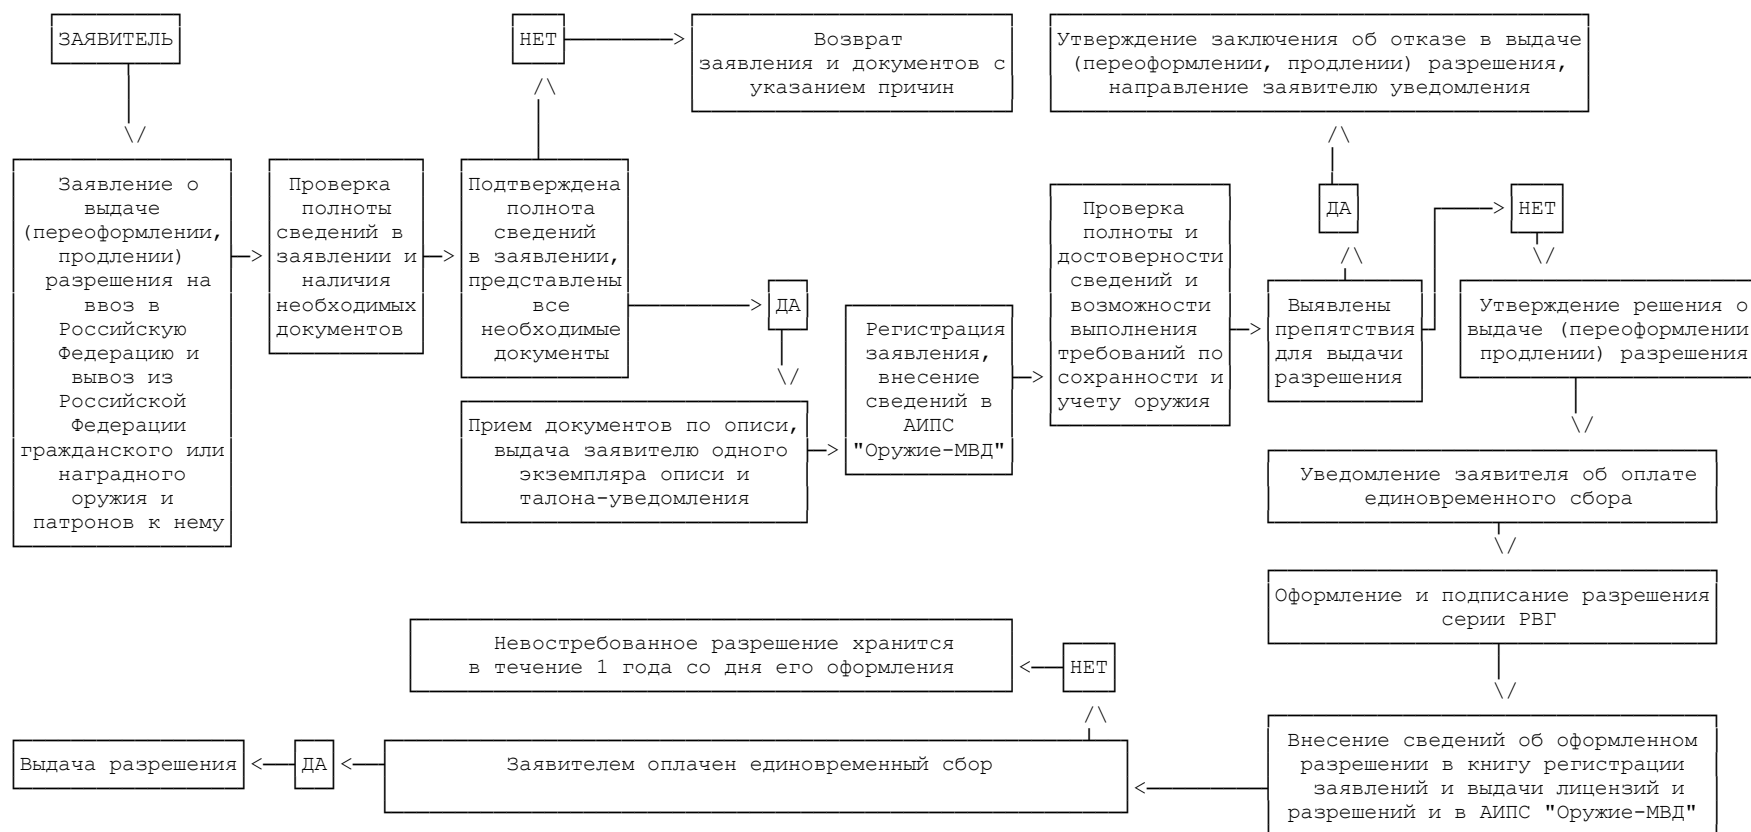 ЗАЯВИТЕЛЬ
НЕТ
Возврат
заявления и документов с
указанием причин
Утверждение заключения об отказе в выдаче
(переоформлении, продлении) разрешения,
направление заявителю уведомления
Заявление о
выдаче
(переоформлении,
продлении)
разрешения на
ввоз в
Российскую
Федерацию и
вывоз из
Российской
Федерации
гражданского или
наградного
оружия и
патронов к нему
Проверка
полноты
сведений в
заявлении и
наличия
необходимых
документов
Подтверждена
полнота
сведений
в заявлении,
представлены
все
необходимые
документы
ДА
Прием документов по описи,
выдача заявителю одного
экземпляра описи и
талона-уведомления
Регистрация
заявления,
внесение
сведений в
АИПС
"Оружие-МВД"
Проверка
полноты и
достоверности
сведений и
возможности
выполнения
требований по
сохранности и
учету оружия
Выявлены
препятствия
для выдачи
разрешения
ДА
НЕТ
Утверждение решения о
выдаче (переоформлении
продлении) разрешения
Уведомление заявителя об оплате
единовременного сбора
Оформление и подписание разрешения
серии РВГ
Внесение сведений об оформленном
разрешении в книгу регистрации
заявлений и выдачи лицензий и
разрешений и в АИПС "Оружие-МВД"
Заявителем оплачен единовременный сбор
НЕТ
Невостребованное разрешение хранится
в течение 1 года со дня его оформления
ДА
Выдача разрешения